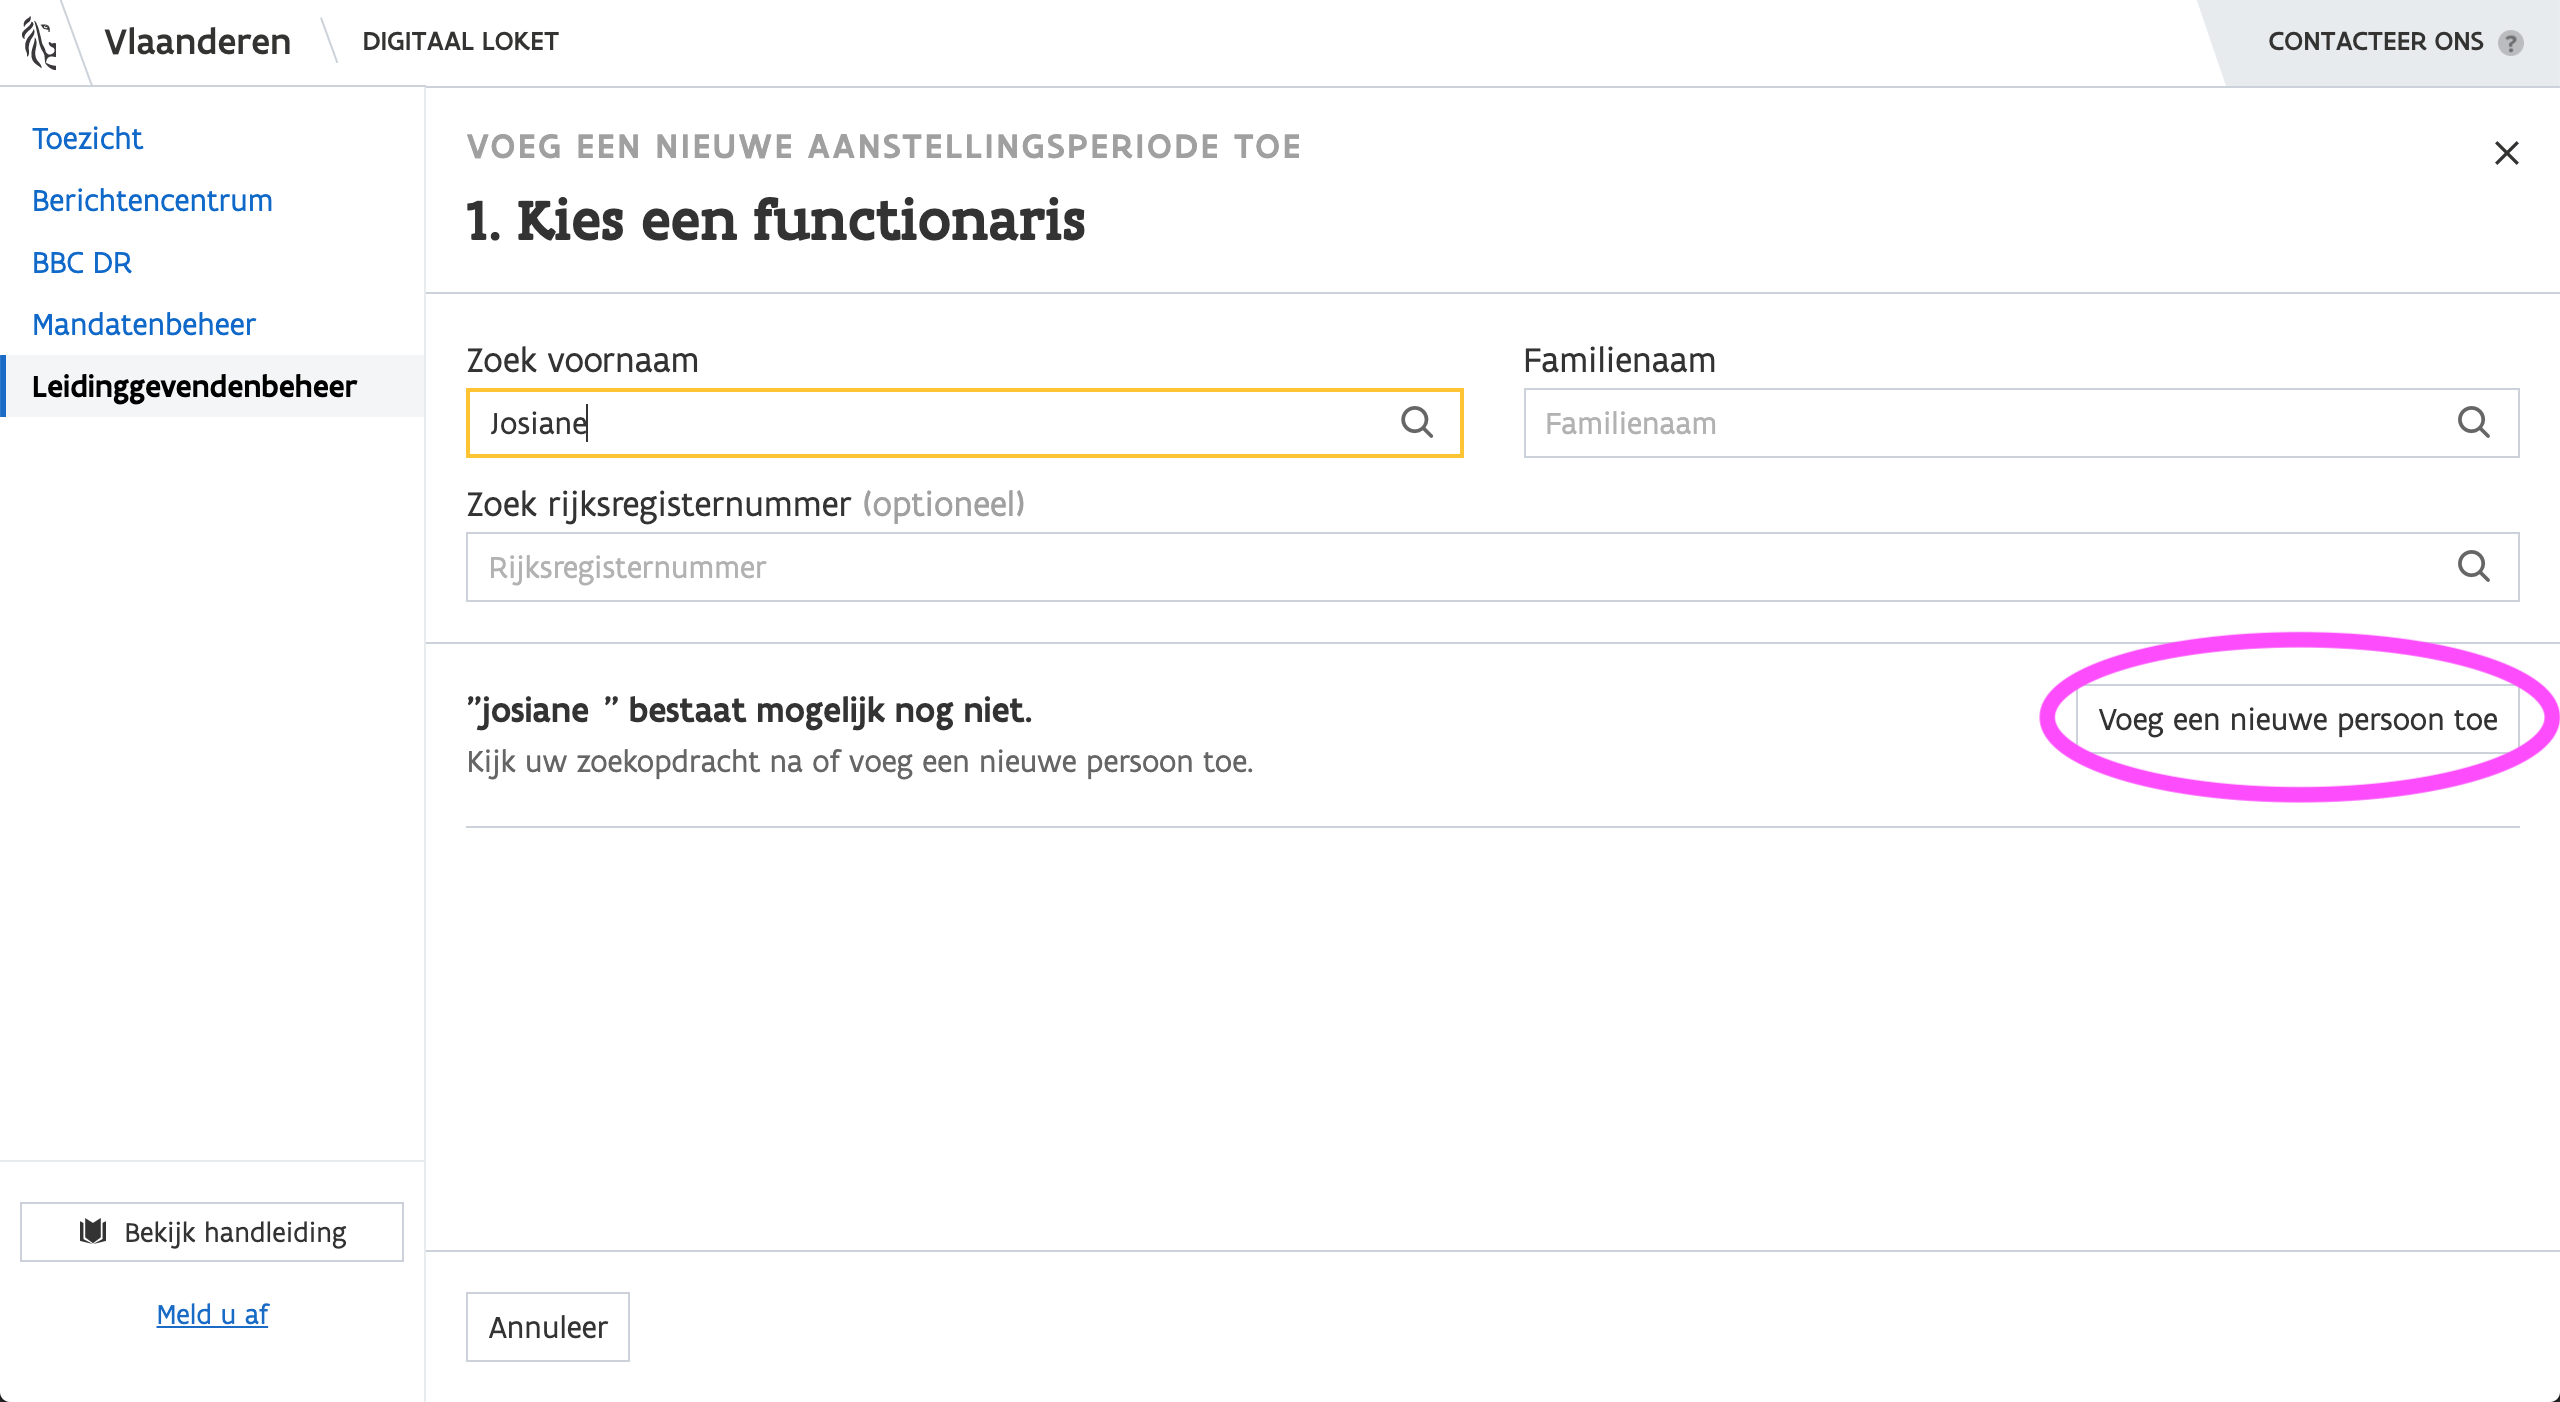 Vlaanderen
DIGITAAL LOKET
CONTACTEER ONS ?
Toezicht
Berichtencentrum
BBC DR
Mandatenbeheer
Leidinggevendenbeheer
VOEG EEN NIEUWE AANSTELLINGSPERIODE TOE
1. Kies een functionaris
Zoek voornaam
Josiane
Familienaam
Familienaam
Zoek rijksregisternummer (optioneel)
Rijksregisternummer
"josiane " bestaat mogelijk nog niet.
Kijk uw zoekopdracht na of voeg een nieuwe persoon toe.
Voeg een nieuwe persoon toe
Bekijk handleiding
Meld u af
Annuleer